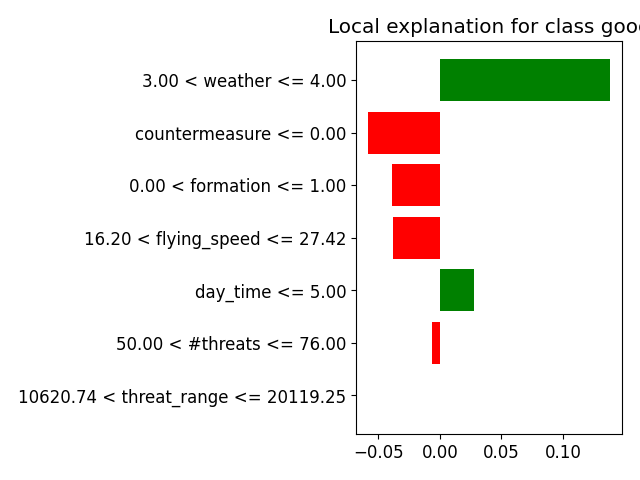 Local explanation for class good
3.00 < weather <= 4.00
countermeasure <= 0.00
0.00 < formation <= 1.00
16.20 < flying_speed <= 27.42
day_time <= 5.00
50.00 < #threats <= 76.00
10620.74 < threat_range <= 20119.25
−0.05 0.00 0.05 0.10